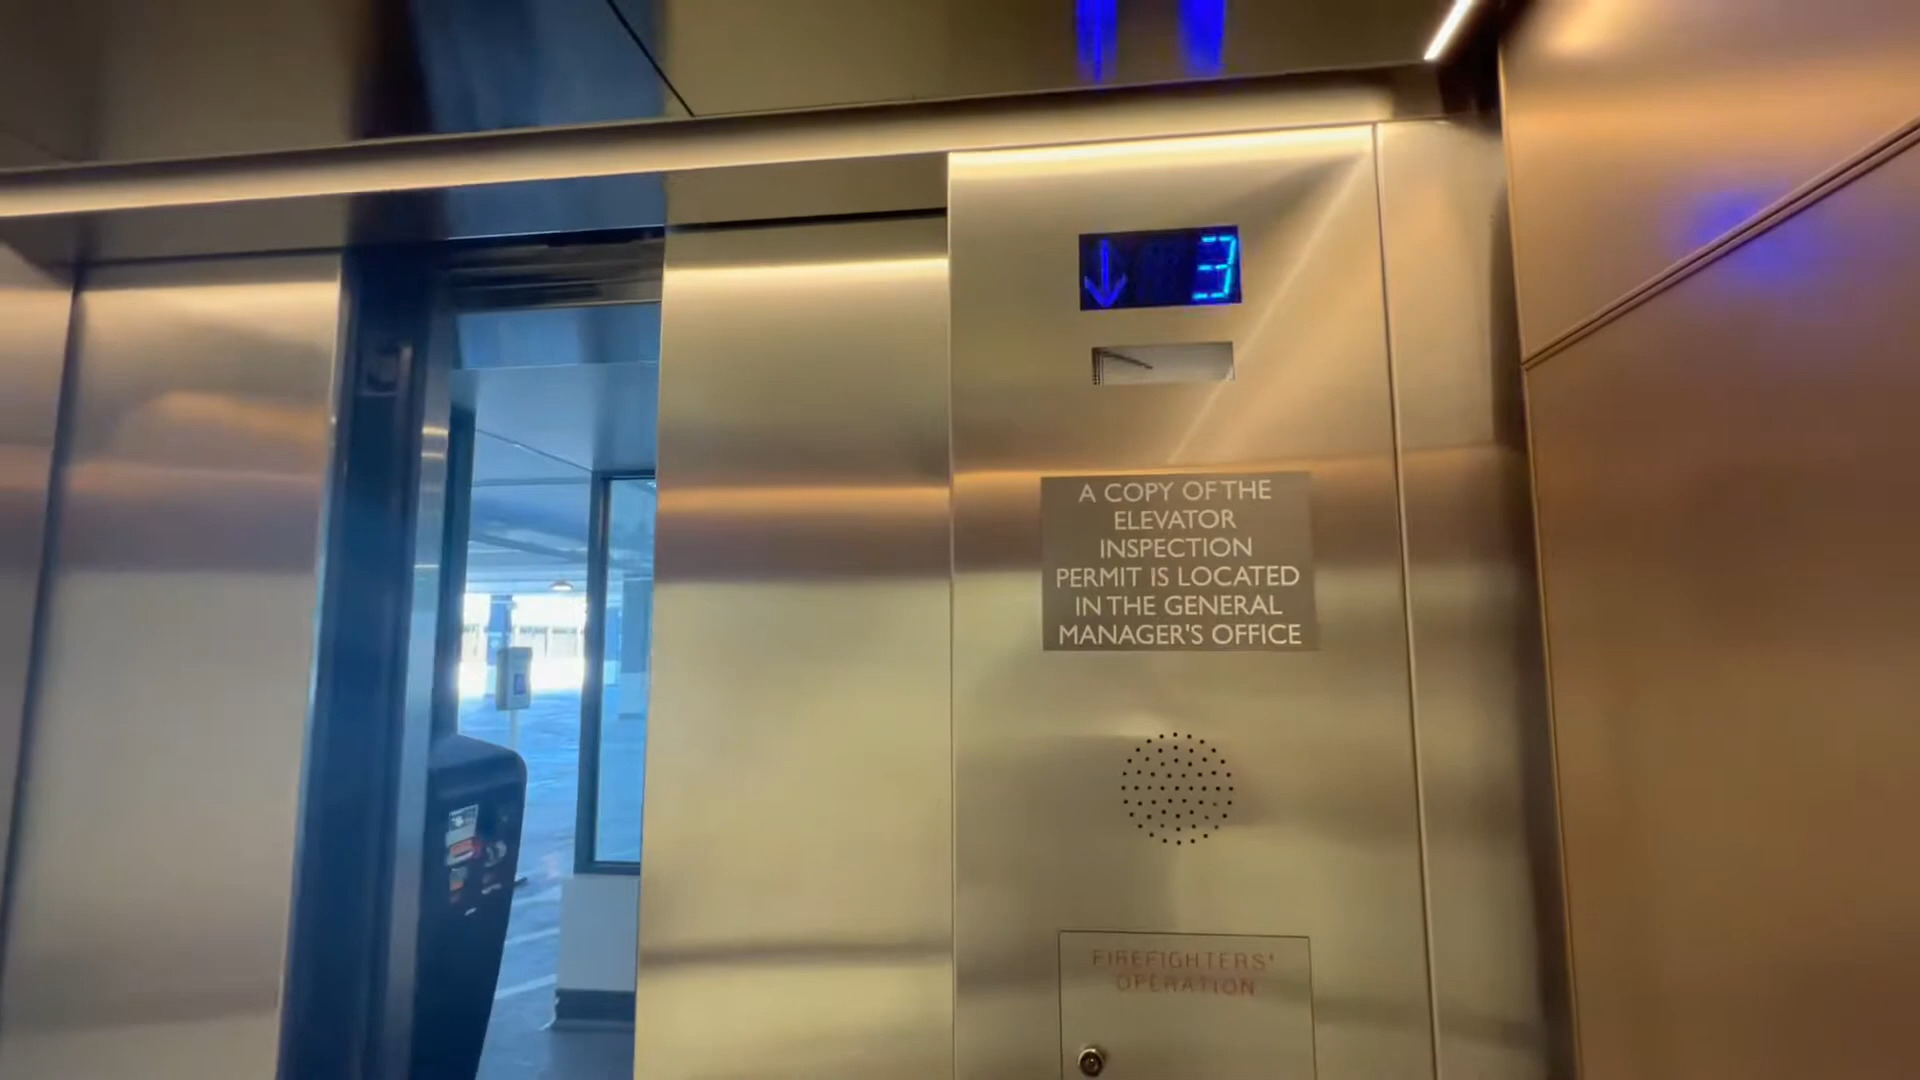 3
A COPY OF THE
ELEVATOR
INSPECTION
PERMIT IS LOCATED
IN THE GENERAL
MANAGER'S OFFICE
FIREFIGHTERS'
OPERATION